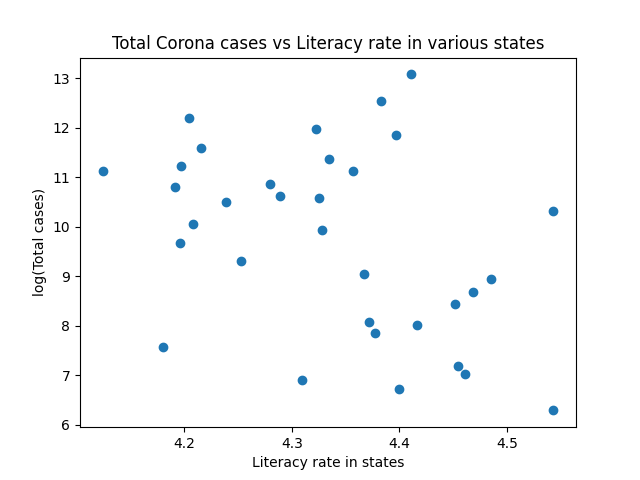 Total Corona cases vs Literacy rate in various states
13
12
11
10
9
8
7
6
log(Total cases)
4.2 4.3 4.4 4.5
Literacy rate in states